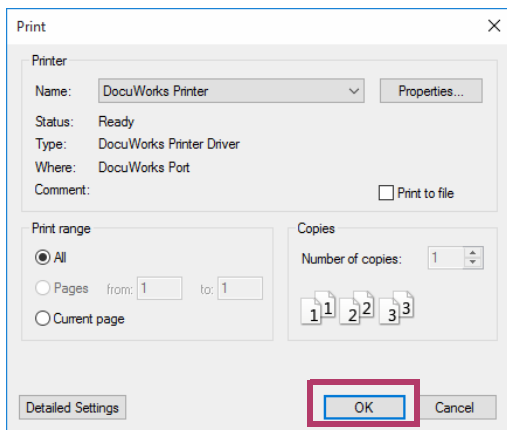 Print
Printer
Name: DocuWorks Printer Properties...
Status: Ready
Type: DocuWorks Printer Driver
Where: DocuWorks Port
Comment: Print to file
Print range
All
Pages from: 1 to: 1
Current page
Copies
Number of copies: 1
1 1 2 2 3 3
Detailed Settings OK Cancel